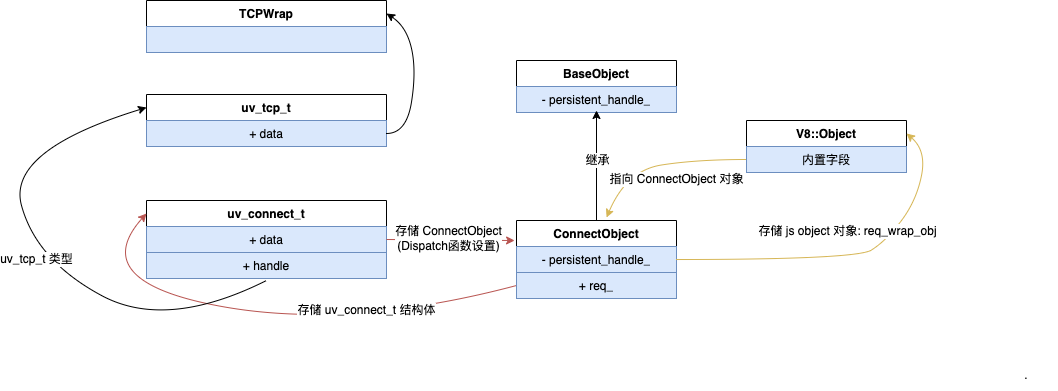 TCPWrap
uv_tcp_t
+ data
BaseObject
- persistent_handle_
V8::Object
内置字段
继承
指向 ConnectObject 对象
uv_connect_t
+ data
+ handle
存储 ConnectObject
(Dispatch函数设置)
ConnectObject
- persistent_handle_
+ req_
存储 js object 对象: req_wrap_obj
uv_tcp_t 类型
存储 uv_connect_t 结构体
.